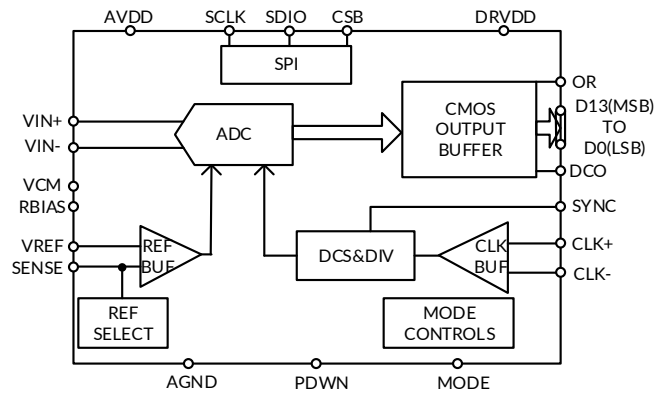 AVDD
SCLK
SDIO
CSB
DRVDD
SPI
OR
VIN+
ADC
CMOS
OUTPUT
BUFFER
D13(MSB)
TO
D0(LSB)
VIN-
DCO
VCM
RBIAS
SYNC
VREF
REF
BUF
SENSE
DCS&DIV
CLK
BUF
CLK+
CLK-
REF
SELECT
MODE
CONTROLS
AGND
PDWN
MODE